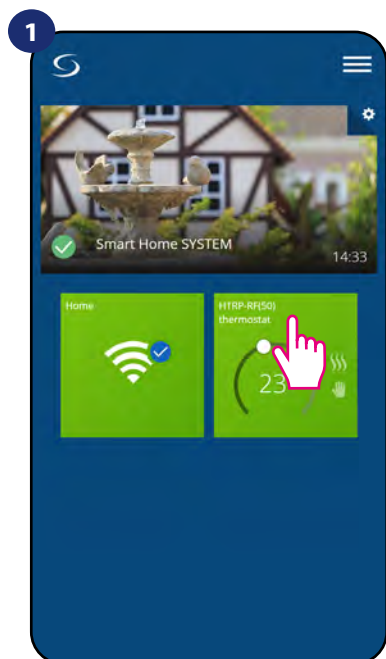 1
Smart Home SYSTEM
14:33
Home
HTRP-RF(50)
thermostat
23